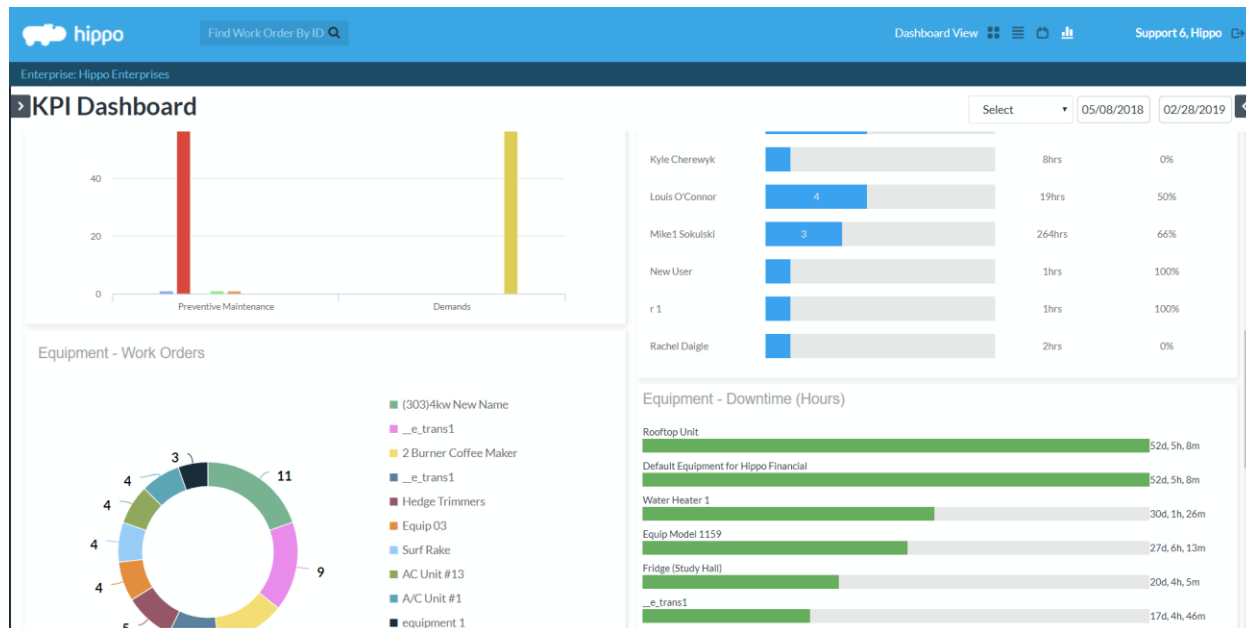 hippo
Find Work Order By ID
Dashboard View
Support 6, Hippo
Enterprise: Hippo Enterprises
KPI Dashboard
Select
05/08/2018
02/28/2019
40
20
0
Preventive Maintenance
Demands
Kyle Cherewyk 8hrs 0%
Louis O'Connor 4 19hrs 50%
Mike1 Sokulski 3 264hrs 66%
New User 1hrs 100%
r 1 1hrs 100%
Rachel Daigle 2hrs 0%
Equipment - Work Orders
3
11
4
4
4
9
4
(303)4kw New Name
__e_trans1
2 Burner Coffee Maker
__e_trans1
Hedge Trimmers
Equip 03
Surf Rake
AC Unit #13
A/C Unit #1
equipment 1
Equipment - Downtime (Hours)
Rooftop Unit
52d, 5h, 8m
Default Equipment for Hippo Financial
52d, 5h, 8m
Water Heater 1
30d, 1h, 26m
Equip Model 1159
27d, 6h, 13m
Fridge (Study Hall)
20d, 4h, 5m
__e_trans1
17d, 4h, 46m